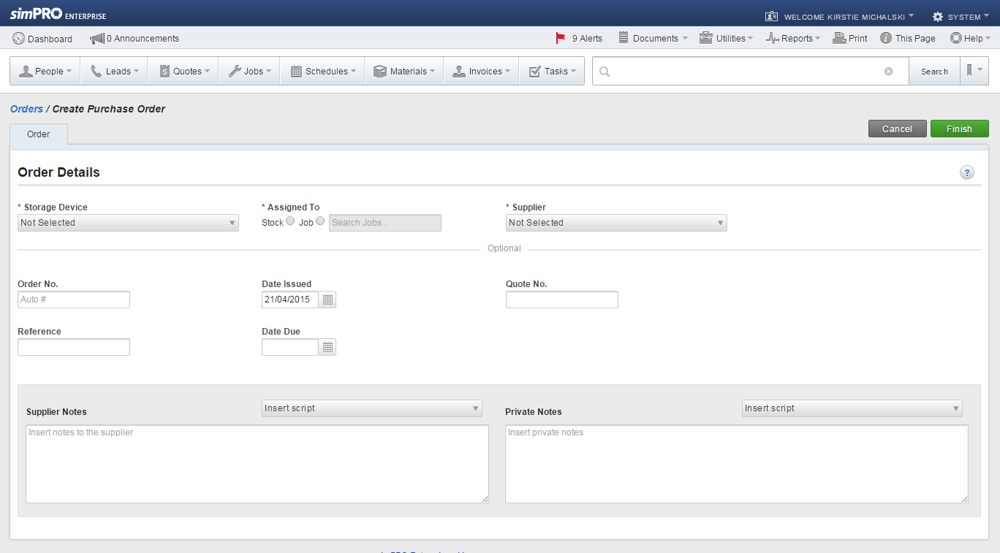 simPRO ENTERPRISE WELCOME KIRSTIE MICHALSKI SYSTEM
Dashboard 0 Announcements 9 Alerts Documents Utilities Reports Print This Page Help
People Leads Quotes Jobs Schedules Materials Invoices Tasks Search
Orders / Create Purchase Order
Order Cancel Finish
Order Details ?
* Storage Device * Assigned To * Supplier
Not Selected Stock Job Search Jobs... Not Selected
Optional
Order No. Date Issued Quote No.
Auto # 21/04/2015
Reference Date Due
Supplier Notes Insert script Private Notes Insert script
Insert notes to the supplier Insert private notes